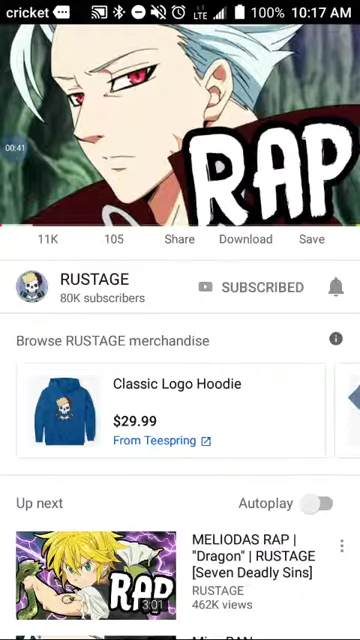 cricket
LTE
100% 10:17 AM
00:41
RAP
11K 105 Share Download Save
RUSTAGE
80K subscribers
SUBSCRIBED
Browse RUSTAGE merchandise
Classic Logo Hoodie
$29.99
From Teespring
Up next
Autoplay
RAP
3:01
MELIODAS RAP |
"Dragon" | RUSTAGE
[Seven Deadly Sins]
RUSTAGE
462K views